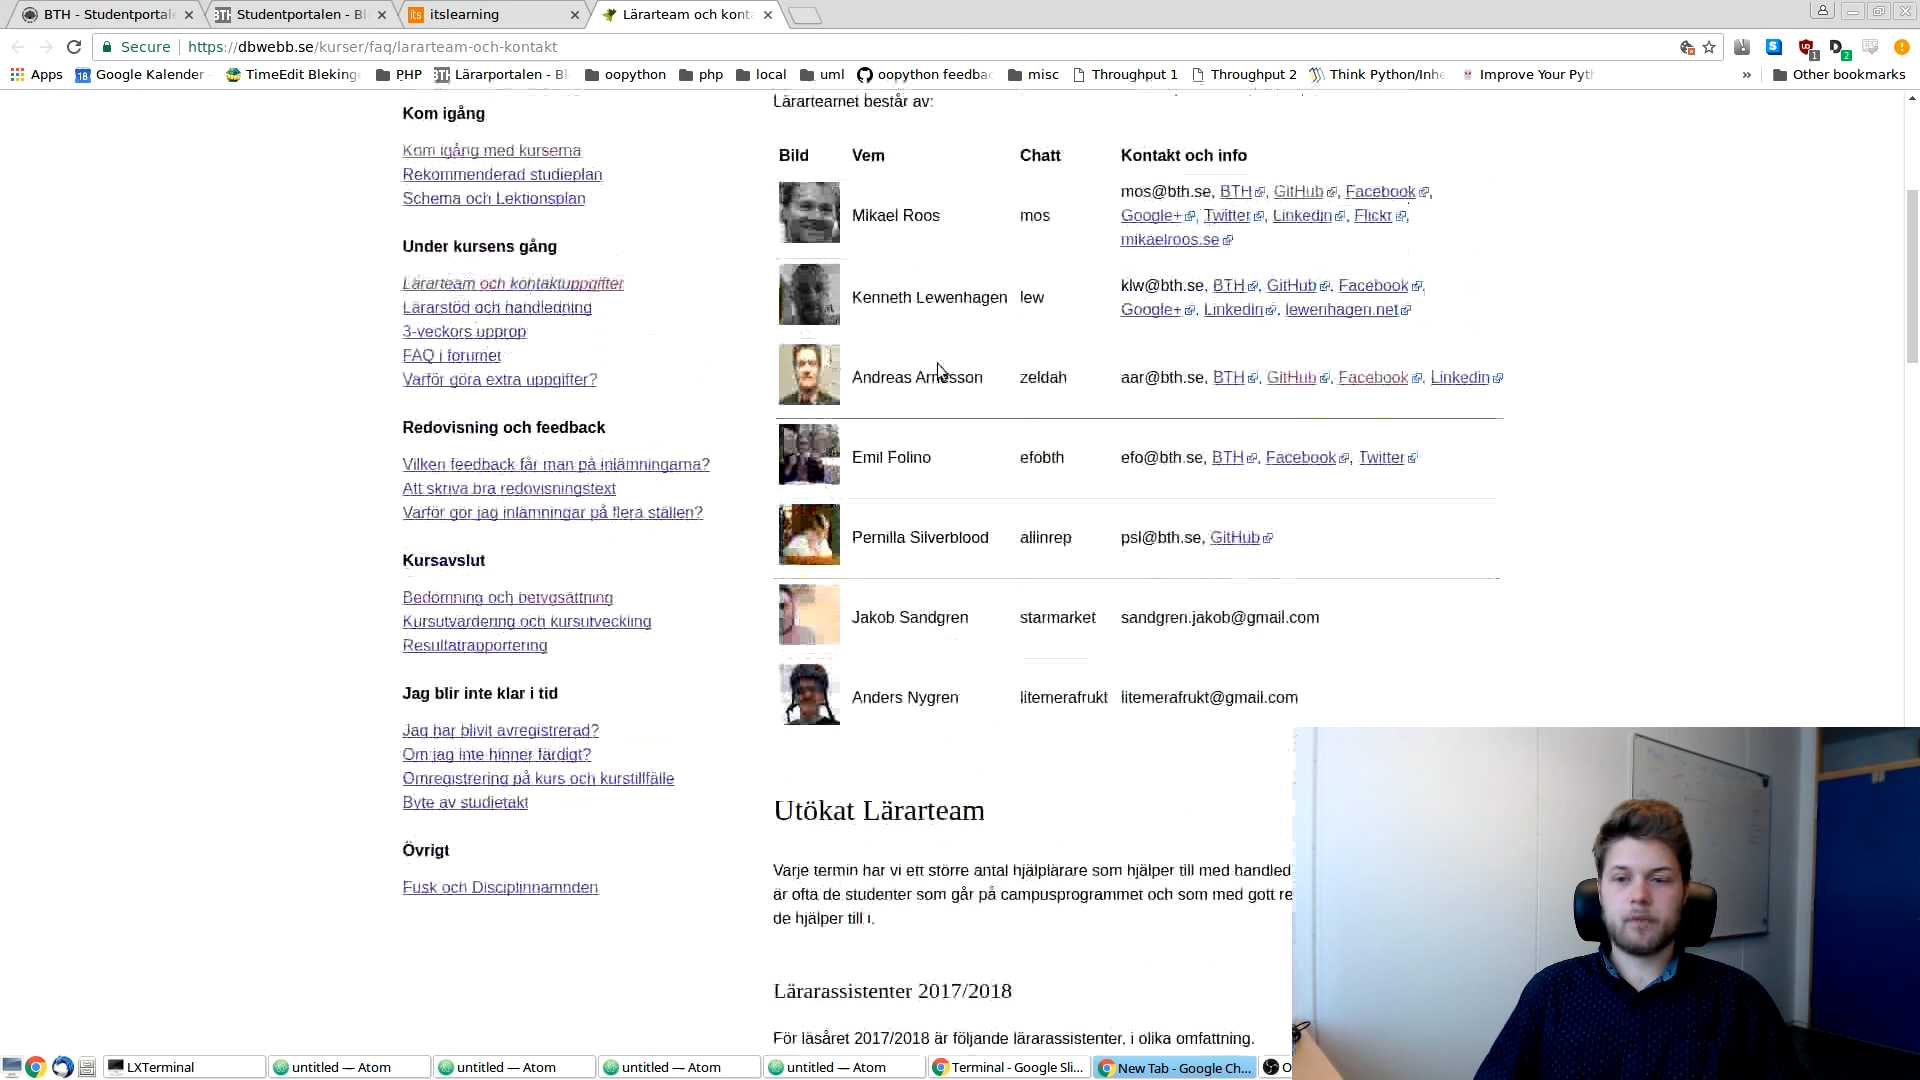 BTH - Studentportale
Studentportalen - Bl
itslearning
Lärarteam och konta
Secure
https://dbwebb.se/kurser/faq/lararteam-och-kontakt
Apps
Google Kalender
TimeEdit Bleking
PHP
Lärarportalen - Bl
oopython
php
local
uml
oopython feedbac
misc
Throughput 1
Throughput 2
Think Python/Inhe
Improve Your Pyt
»
Other bookmarks
Kom igång
Kom igång med kurserna
Rekommenderad studieplan
Schema och Lektionsplan
Under kursens gång
Lärarteam och kontaktuppgifter
Lärarstöd och handledning
3-veckors upprop
FAQ i forumet
Varför göra extra uppgifter?
Redovisning och feedback
Vilken feedback får man på inlämningarna?
Att skriva bra redovisningstext
Varför gör jag inlämningar på flera ställen?
Kursavslut
Bedömning och betygsättning
Kursutvärdering och kursutveckling
Resultatrapportering
Jag blir inte klar i tid
Jag har blivit avregistrerad?
Om jag inte hinner färdigt?
Omregistrering på kurs och kurstillfälle
Byte av studietakt
Övrigt
Fusk och Disciplinnämnden
Lärarteamet består av:
Bild Vem Chatt Kontakt och info
Mikael Roos mos mos@bth.se, BTH, GitHub, Facebook,
Google+, Twitter, Linkedin, Flickr,
mikaelroos.se
Kenneth Lewenhagen lew klw@bth.se, BTH, GitHub, Facebook,
Google+, Linkedin, lewenhagen.net
Andreas Arnesson zeldah aar@bth.se, BTH, GitHub, Facebook, Linkedin
Emil Folino efobth efo@bth.se, BTH, Facebook, Twitter
Pernilla Silverblood aliinrep psl@bth.se, GitHub
Jakob Sandgren starmarket sandgren.jakob@gmail.com
Anders Nygren litemerafrukt litemerafrukt@gmail.com
Utökat Lärarteam
Varje termin har vi ett större antal hjälplärare som hjälper till med handled
är ofta de studenter som går på campusprogrammet och som med gott re
de hjälper till i.
Lärarassistenter 2017/2018
För läsåret 2017/2018 är följande lärarassistenter, i olika omfattning.
LXTerminal
untitled — Atom
untitled — Atom
untitled — Atom
untitled — Atom
Terminal - Google Sli...
New Tab - Google Ch...
O